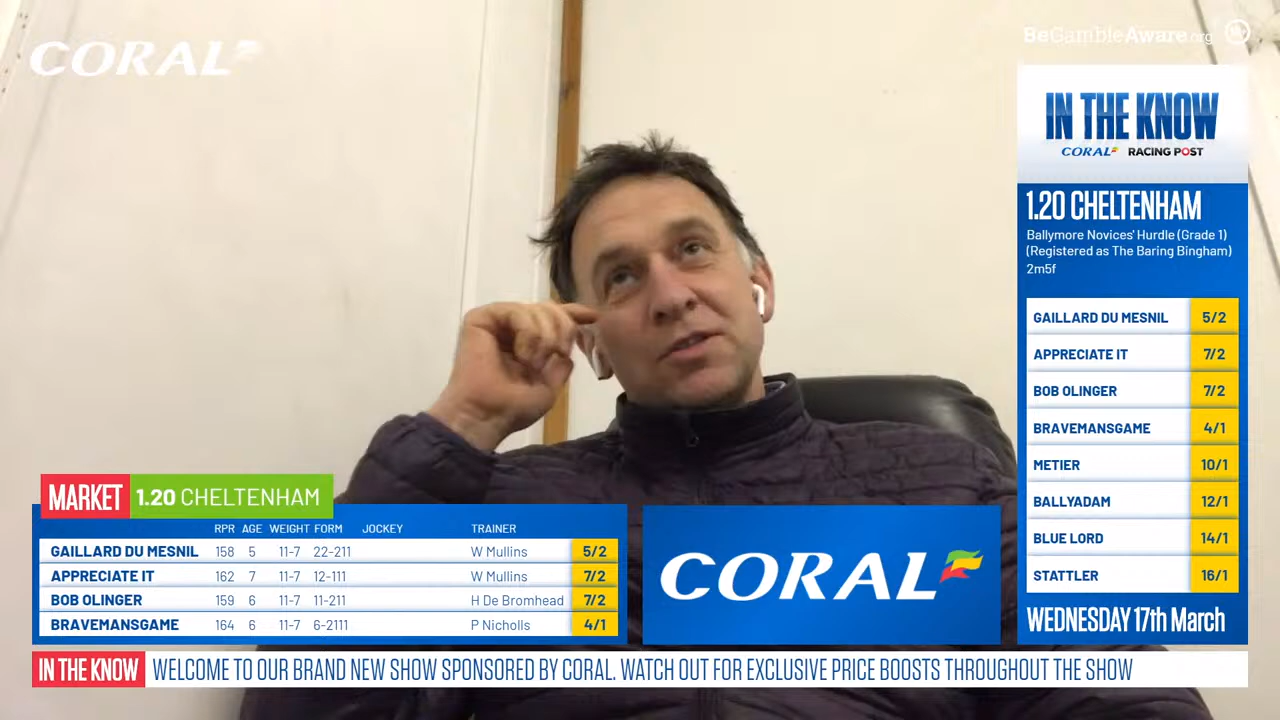 CORAL
BeGambleAware.org
IN THE KNOW
CORAL RACING POST
1.20 CHELTENHAM
Ballymore Novices' Hurdle (Grade 1)
(Registered as The Baring Bingham)
2m5f
GAILLARD DU MESNIL 5/2
APPRECIATE IT 7/2
BOB OLINGER 7/2
BRAVEMANSGAME 4/1
METIER 10/1
BALLYADAM 12/1
BLUE LORD 14/1
STATTLER 16/1
WEDNESDAY 17th March
MARKET 1.20 CHELTENHAM
RPR AGE WEIGHT FORM JOCKEY TRAINER
GAILLARD DU MESNIL 158 5 11-7 22-211 W Mullins 5/2
APPRECIATE IT 162 7 11-7 12-111 W Mullins 7/2
BOB OLINGER 159 6 11-7 11-211 H De Bromhead 7/2
BRAVEMANSGAME 164 6 11-7 6-2111 P Nicholls 4/1
CORAL
IN THE KNOW WELCOME TO OUR BRAND NEW SHOW SPONSORED BY CORAL. WATCH OUT FOR EXCLUSIVE PRICE BOOSTS THROUGHOUT THE SHOW